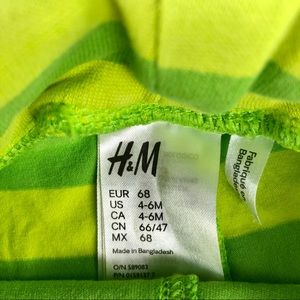 H&M
EUR 68
US 4-6M
CA 4-6M
CN 66/47
MX 68
Made in Bangladesh
O/N 589083
Fabriqué au
Bangladesh